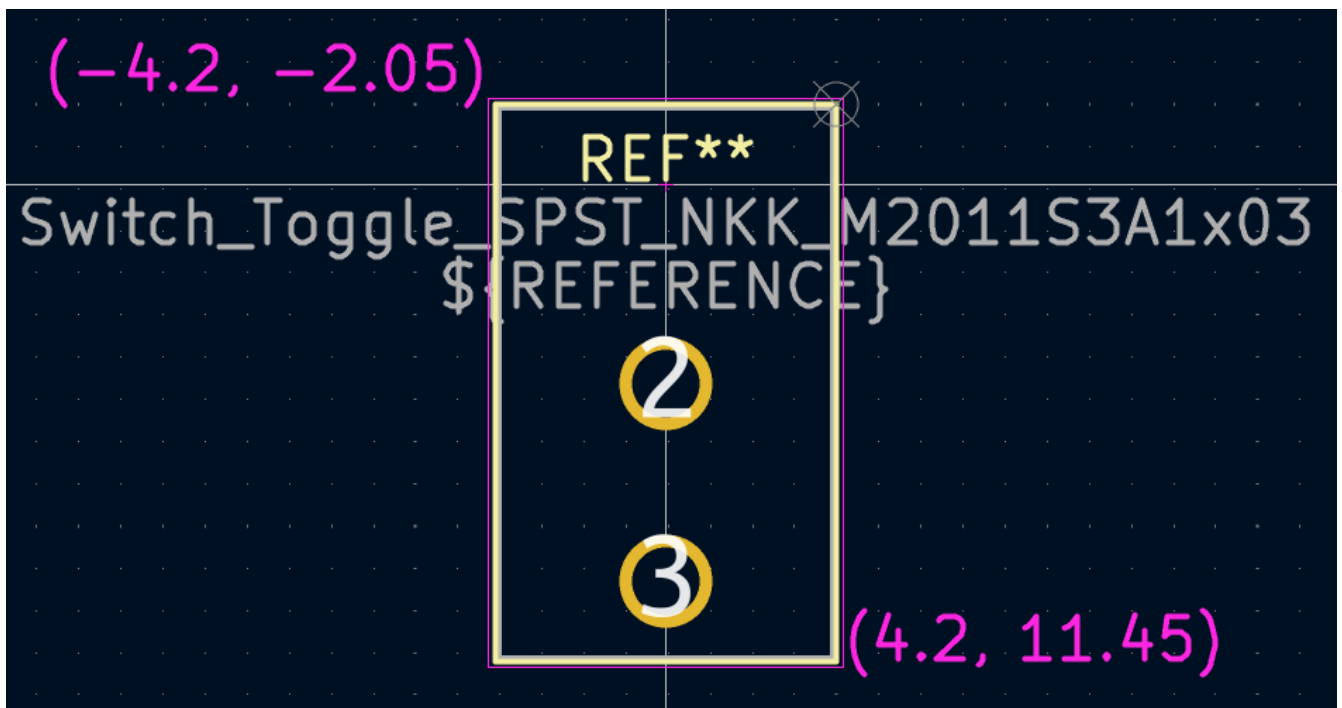 (-4.2, -2.05)
REF**
Switch_Toggle_SPST_NKK_M2011S3A1x03
${REFERENCE}
2
3
(4.2, 11.45)